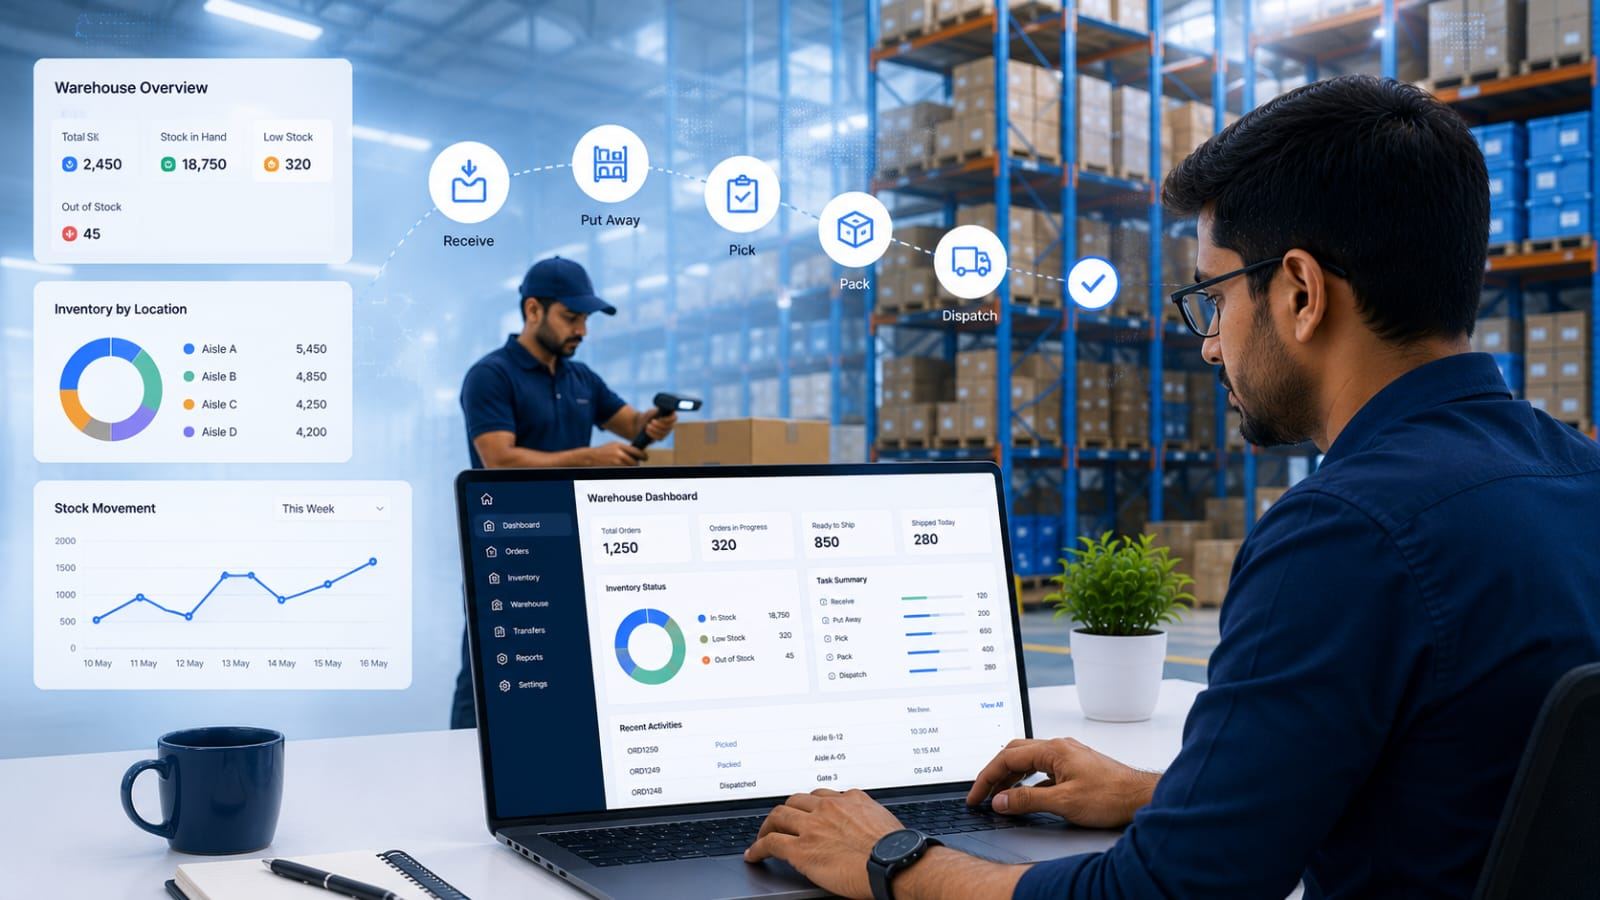 Warehouse Overview
Total SK
Stock in Hand
Low Stock
2,450
18,750
320
Out of Stock
45
Inventory by Location
Aisle A 5,450
Aisle B 4,850
Aisle C 4,250
Aisle D 4,200
Stock Movement
This Week
2000
1500
1000
500
0
10 May 11 May 12 May 13 May 14 May 15 May 16 May
Receive
Put Away
Pick
Pack
Dispatch
Dashboard
Orders
Inventory
Warehouse
Transfers
Reports
Settings
Warehouse Dashboard
Total Orders
1,250
Orders in Progress
320
Ready to Ship
850
Shipped Today
280
Inventory Status
In Stock 18,750
Low Stock 320
Out of Stock 45
Task Summary
Receive 120
Put Away 200
Pick 650
Pack 400
Dispatch 280
Recent Activities
View All
ORD1250 Picked Aisle B-12 10:30 AM
ORD1249 Packed Aisle A-05 10:15 AM
ORD1248 Dispatched Gate 3 09:45 AM